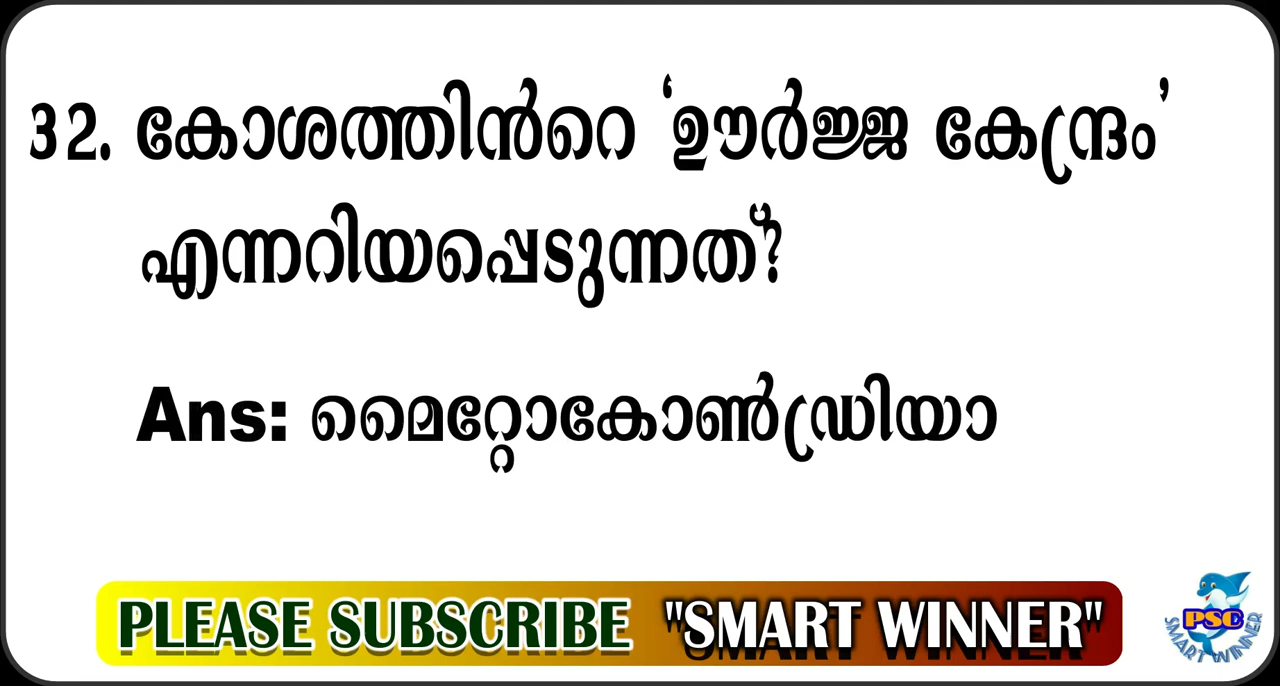 32. കോശത്തിൻറെ ‘ഊർജ്ജ കേന്ദ്രം’
എന്നറിയപ്പെടുന്നത്?
Ans: മൈറ്റോകോൺഡ്രിയാ
PLEASE SUBSCRIBE "SMART WINNER"
PSC
SMART WINNER